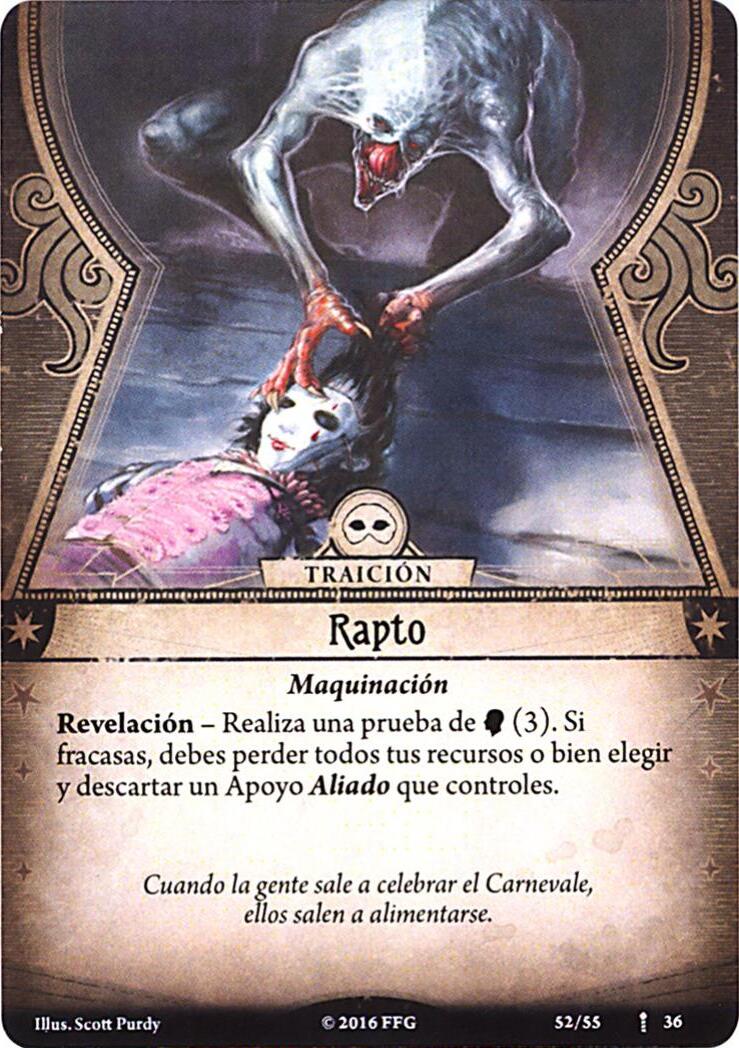 TRAICIÓN
Rapto
Maquinación
Revelación – Realiza una prueba de (3). Si
fracasas, debes perder todos tus recursos o bien elegir
y descartar un Apoyo Aliado que controles.
Cuando la gente sale a celebrar el Carnevale,
ellos salen a alimentarse.
Illus. Scott Purdy
© 2016 FFG
52/55
36